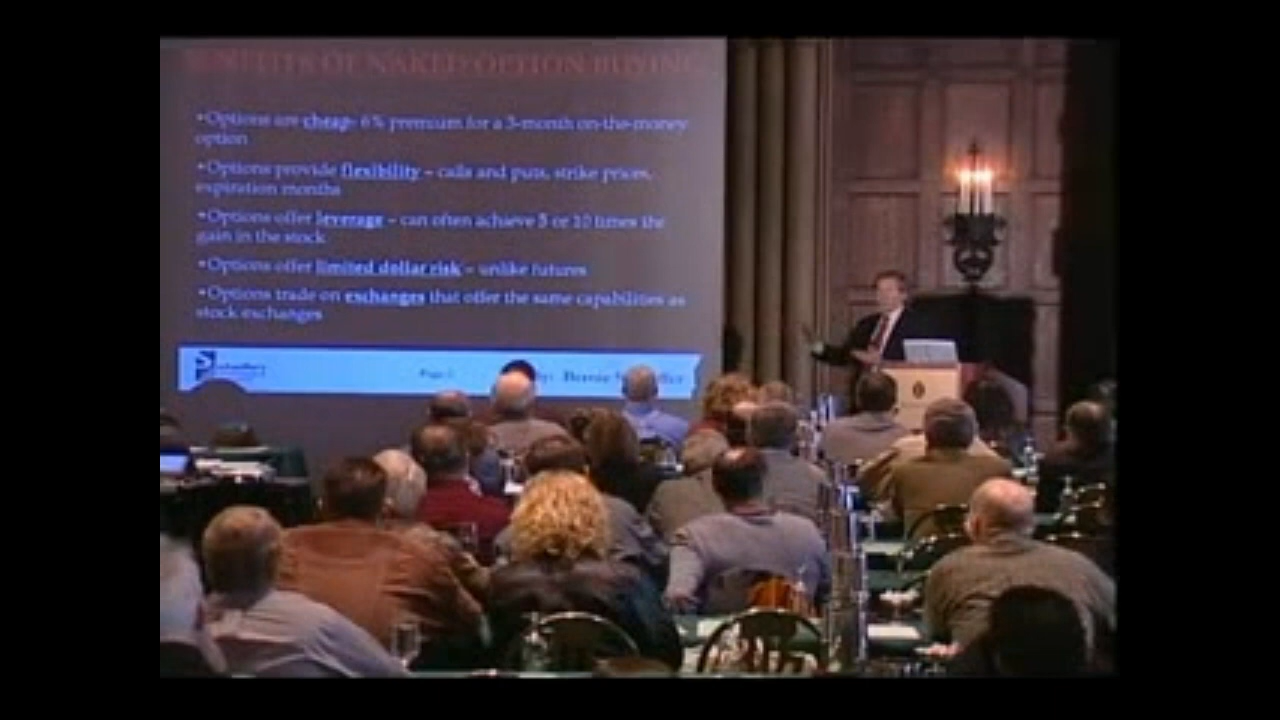 BENEFITS OF NAKED OPTION BUYING
•Options are cheap- 6% premium for a 3-month on-the-money
option
•Options provide flexibility – calls and puts, strike prices,
expiration months
•Options offer leverage – can often achieve 5 or 10 times the
gain in the stock
•Options offer limited dollar risk – unlike futures
•Options trade on exchanges that offer the same capabilities as
stock exchanges
Page
Bernie